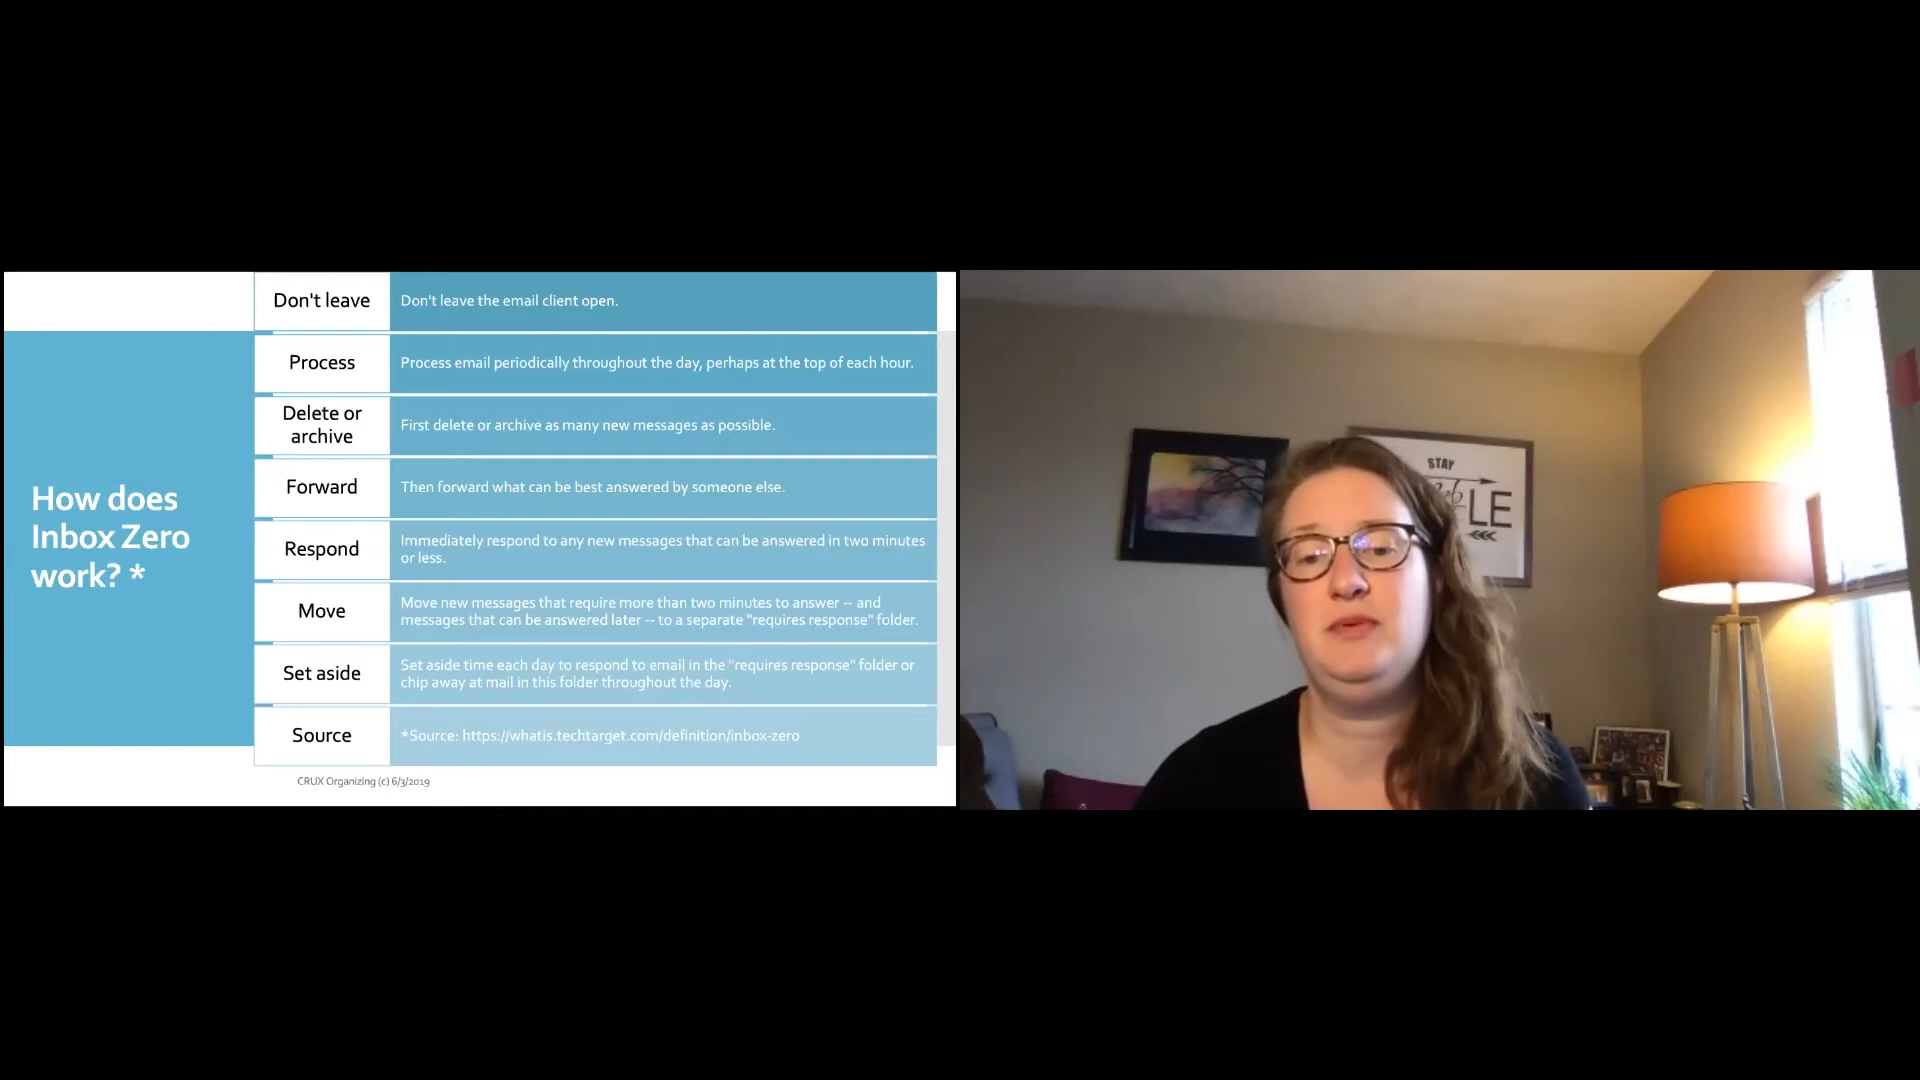 How does
Inbox Zero
work? *
Don't leave
Don't leave the email client open.
Process
Process email periodically throughout the day, perhaps at the top of each hour.
Delete or
archive
First delete or archive as many new messages as possible.
Forward
Then forward what can be best answered by someone else.
Respond
Immediately respond to any new messages that can be answered in two minutes
or less.
Move
Move new messages that require more than two minutes to answer -- and
messages that can be answered later -- to a separate "requires response" folder.
Set aside
Set aside time each day to respond to email in the "requires response" folder or
chip away at mail in this folder throughout the day.
Source
*Source: https://whatis.techtarget.com/definition/inbox-zero
CRUX Organizing (c) 6/3/2019
STAY
LE